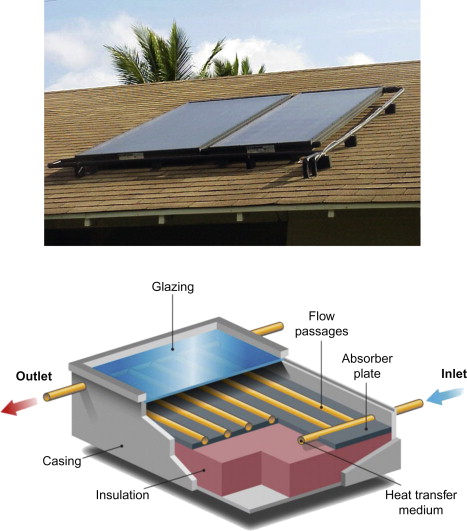 Glazing
Flow
passages
Absorber
plate
Inlet
Outlet
Casing
Insulation
Heat transfer
medium